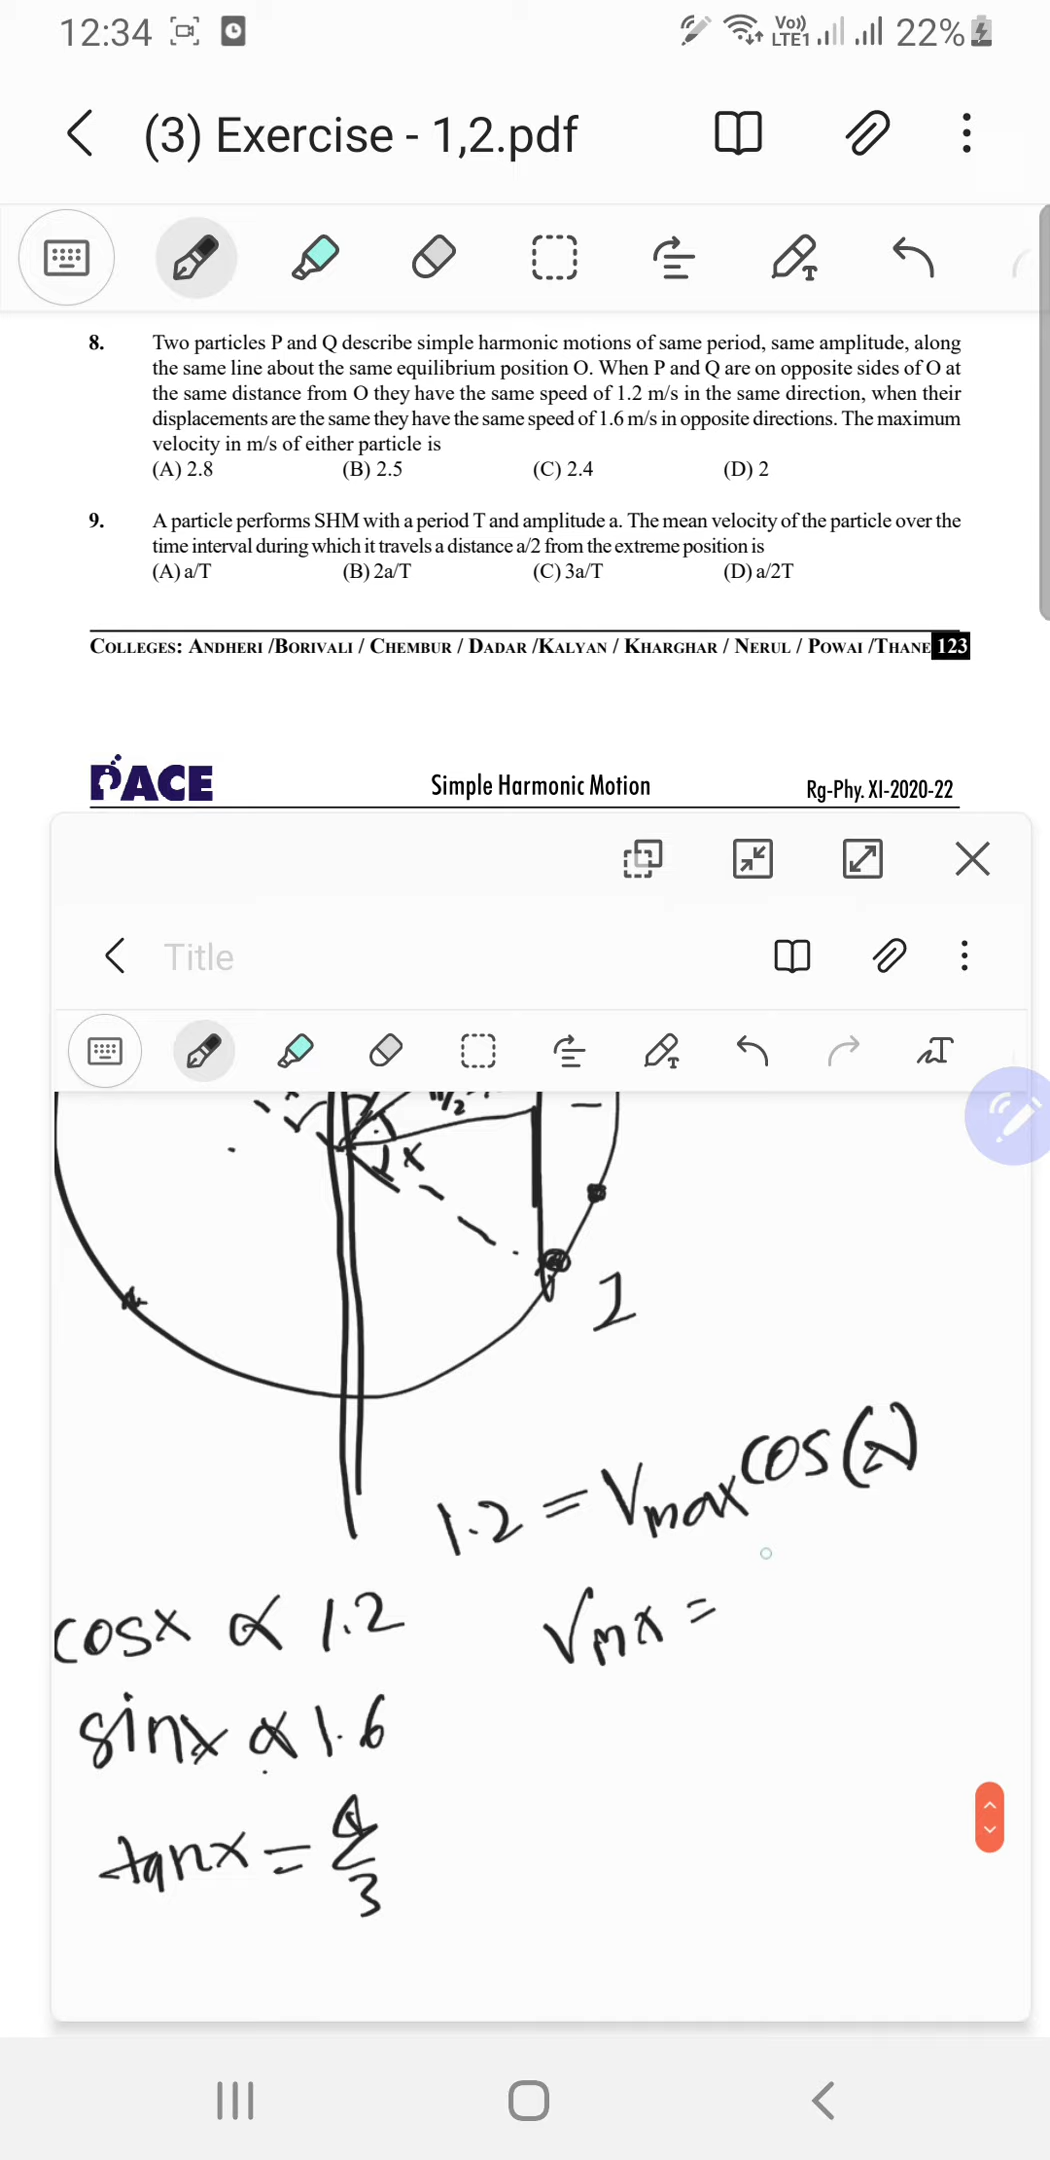 12:34 Vo)) LTE1 22%
(3) Exercise - 1,2.pdf
8. Two particles P and Q describe simple harmonic motions of same period, same amplitude, along
the same line about the same equilibrium position O. When P and Q are on opposite sides of O at
the same distance from O they have the same speed of 1.2 m/s in the same direction, when their
displacements are the same they have the same speed of 1.6 m/s in opposite directions. The maximum
velocity in m/s of either particle is
(A) 2.8 (B) 2.5 (C) 2.4 (D) 2
9. A particle performs SHM with a period T and amplitude a. The mean velocity of the particle over the
time interval during which it travels a distance a/2 from the extreme position is
(A) a/T (B) 2a/T (C) 3a/T (D) a/2T
COLLEGES: ANDHERI /BORIVALI / CHEMBUR / DADAR /KALYAN / KHARGHAR / NERUL / POWAI /THANE 123
PACE Simple Harmonic Motion Rg-Phy. XI-2020-22
Title
x
1.2 = Vmax cos(x)
cosx ∝ 1.2 Vmx =
sinx ∝ 1.6
tanx = 4/3